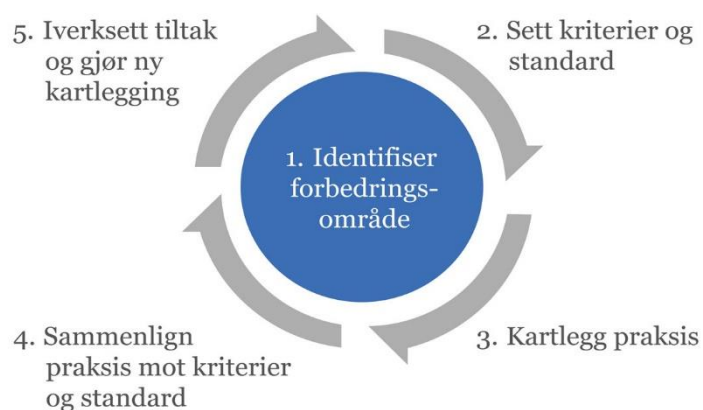 1. Identifiser
forbedrings-
område
2. Sett kriterier og
standard
3. Kartlegg praksis
4. Sammenlign
praksis mot kriterier
og standard
5. Iverksett tiltak
og gjør ny
kartlegging